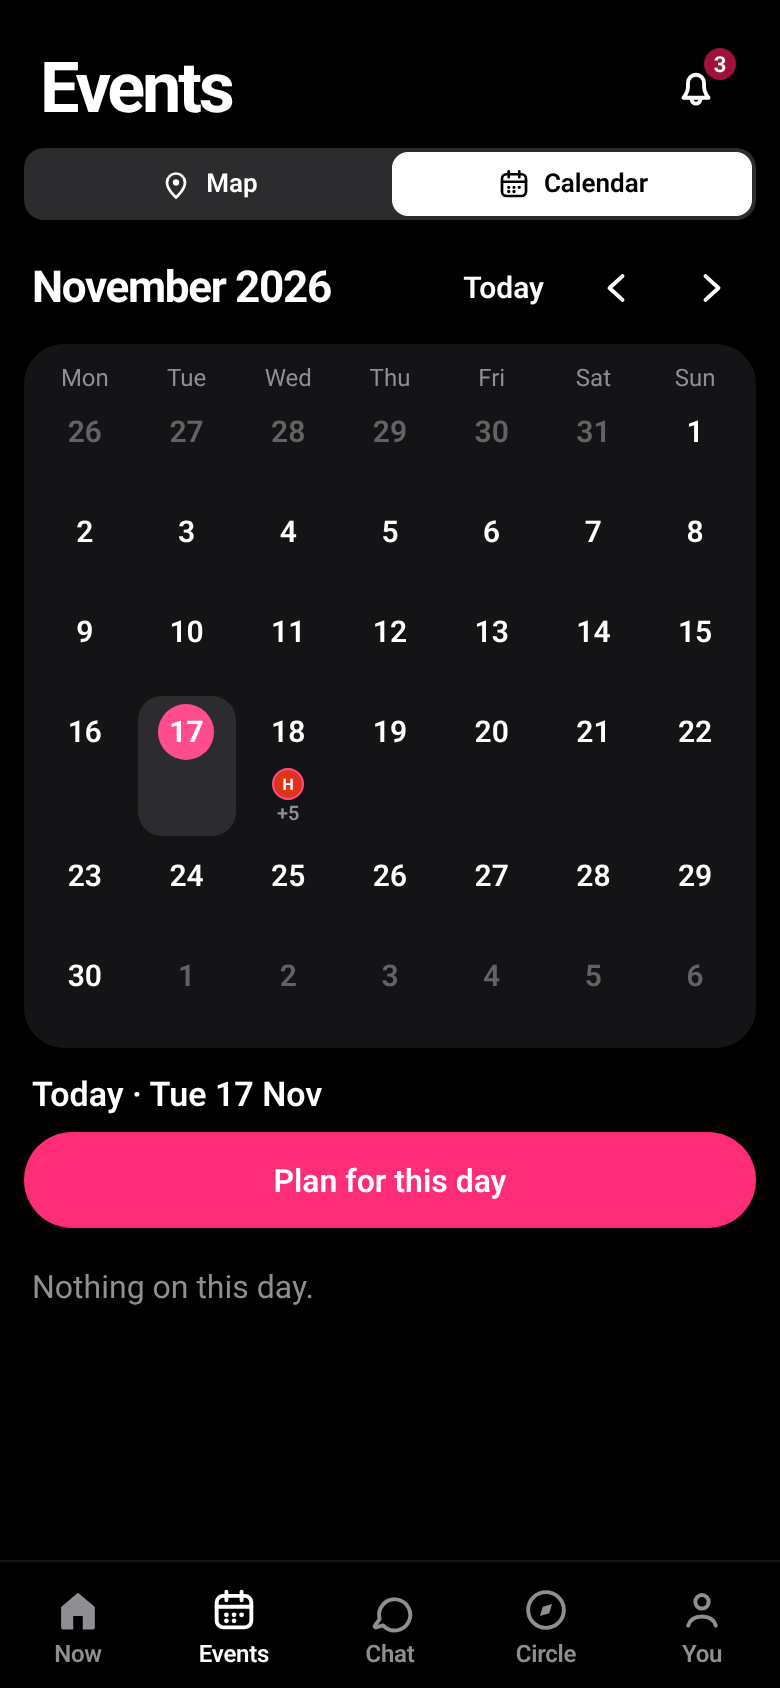 Events
3
Map
Calendar
November 2026
Today
Mon Tue Wed Thu Fri Sat Sun
26 27 28 29 30 31 1
2 3 4 5 6 7 8
9 10 11 12 13 14 15
16 17 18 19 20 21 22
H
+5
23 24 25 26 27 28 29
30 1 2 3 4 5 6
Today · Tue 17 Nov
Plan for this day
Nothing on this day.
Now Events Chat Circle You